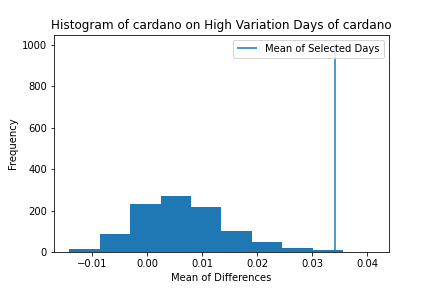 Histogram of cardano on High Variation Days of cardano
Mean of Selected Days
1000
800
600
400
200
0
Frequency
−0.01 0.00 0.01 0.02 0.03 0.04
Mean of Differences